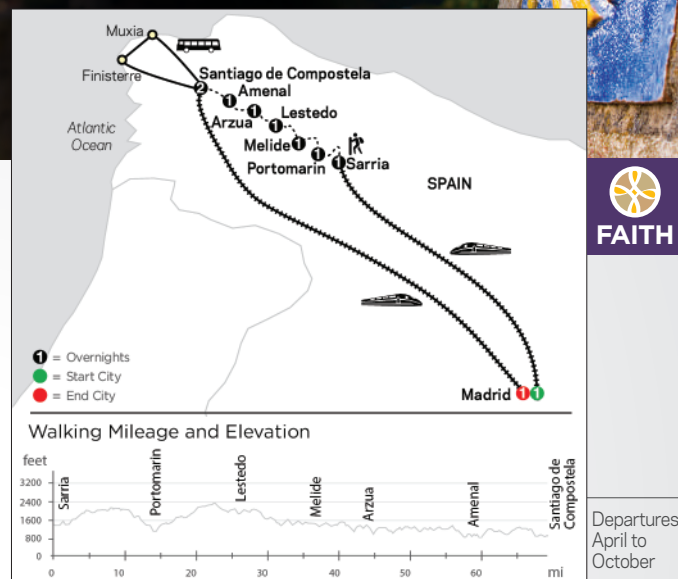 Muxia
Finisterre
Santiago de Compostela
2
Amenal
1
Arzua
1
Lestedo
1
Atlantic
Ocean
Melide
1
Portomarin
1
1
Sarria
SPAIN
FAITH
1 = Overnights
= Start City
= End City
Madrid 1 1
Walking Mileage and Elevation
feet
3200
2400
1600
800
0
Sarria
Portomarin
Lestedo
Melide
Arzua
Amenal
Santiago de
Compostela
0 10 20 30 40 50 60 mi
Departures
April to
October